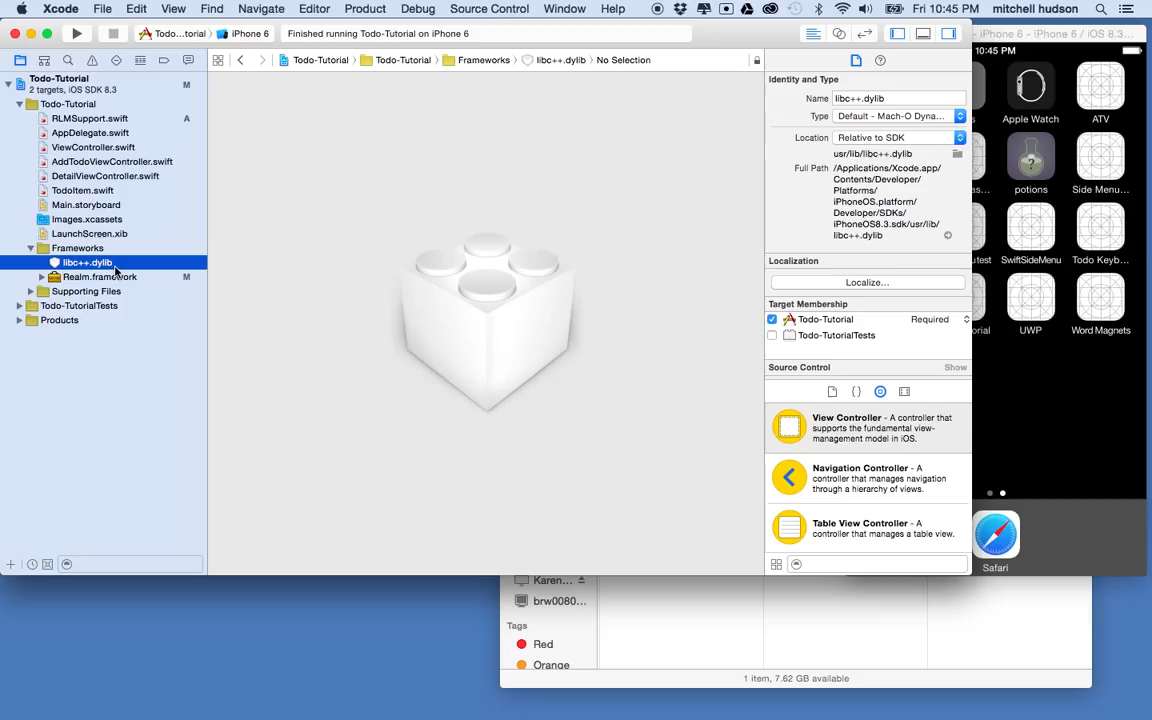 Xcode File Edit View Find Navigate Editor Product Debug Source Control Window Help Fri 10:45 PM mitchell hudson
Todo...torial iPhone 6 Finished running Todo-Tutorial on iPhone 6
- iPhone 6 - iPhone 6 / iOS 8.3...
10:45 PM
Todo-Tutorial
2 targets, iOS SDK 8.3 M
Todo-Tutorial
RLMSupport.swift A
AppDelegate.swift
ViewController.swift
AddTodoViewController.swift
DetailViewController.swift
TodoItem.swift
Main.storyboard
Images.xcassets
LaunchScreen.xib
Frameworks
libc++.dylib
Realm.framework M
Supporting Files
Todo-TutorialTests
Products
Todo-Tutorial Todo-Tutorial Frameworks libc++.dylib No Selection
Identity and Type
Name libc++.dylib
Type Default - Mach-O Dyna...
Location Relative to SDK
usr/lib/libc++.dylib
Full Path /Applications/Xcode.app/
Contents/Developer/
Platforms/
iPhoneOS.platform/
Developer/SDKs/
iPhoneOS8.3.sdk/usr/lib/
libc++.dylib
Localization
Localize...
Target Membership
Todo-Tutorial Required
Todo-TutorialTests
Source Control Show
View Controller - A controller that
supports the fundamental view-
management model in iOS.
Navigation Controller - A
controller that manages navigation
through a hierarchy of views.
Table View Controller - A
controller that manages a table view.
Apple Watch ATV
as... potions Side Menu...
utest SwiftSideMenu Todo Keyb...
orial UWP Word Magnets
Safari
Karen...
brw0080...
Tags
Red
Orange
1 item, 7.62 GB available